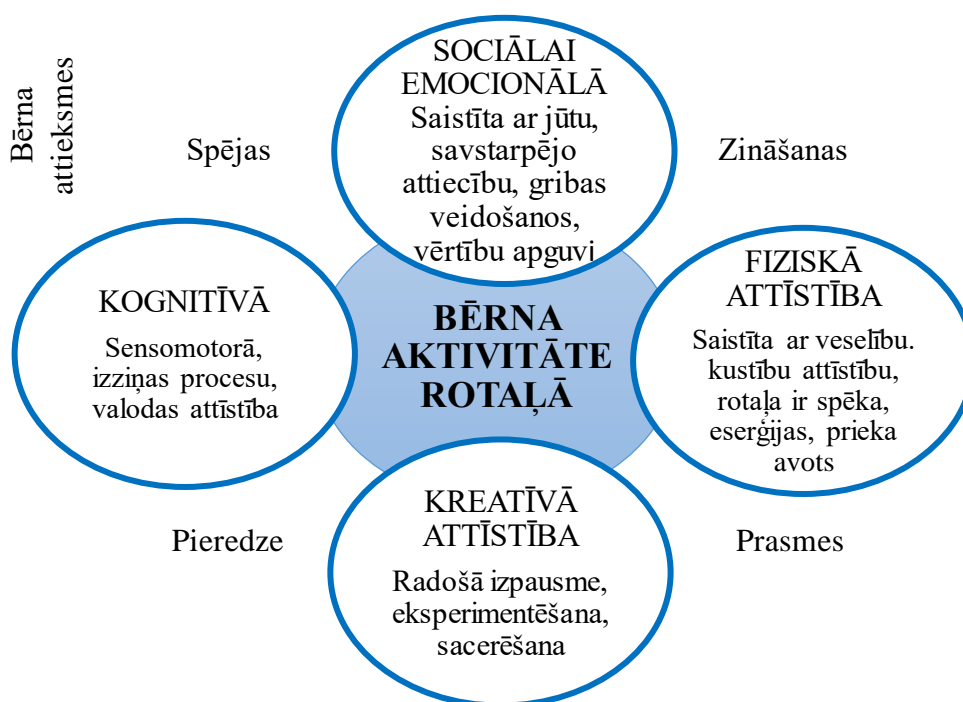 Bērna
attieksmes
Spējas
Zināšanas
SOCIĀLAI
EMOCIONĀLĀ
Saistīta ar jūtu,
savstarpējo
attiecību, gribas
veidošanos,
vērtību apguvi
KOGNITĪVĀ
Sensomotorā,
izziņas procesu,
valodas attīstība
BĒRNA
AKTIVITĀTE
ROTAĻĀ
FIZISKĀ
ATTĪSTĪBA
Saistīta ar veselību.
kustību attīstību,
rotaļa ir spēka,
eserģijas, prieka
avots
Pieredze
Prasmes
KREATĪVĀ
ATTĪSTĪBA
Radošā izpausme,
eksperimentēšana,
sacerēšana